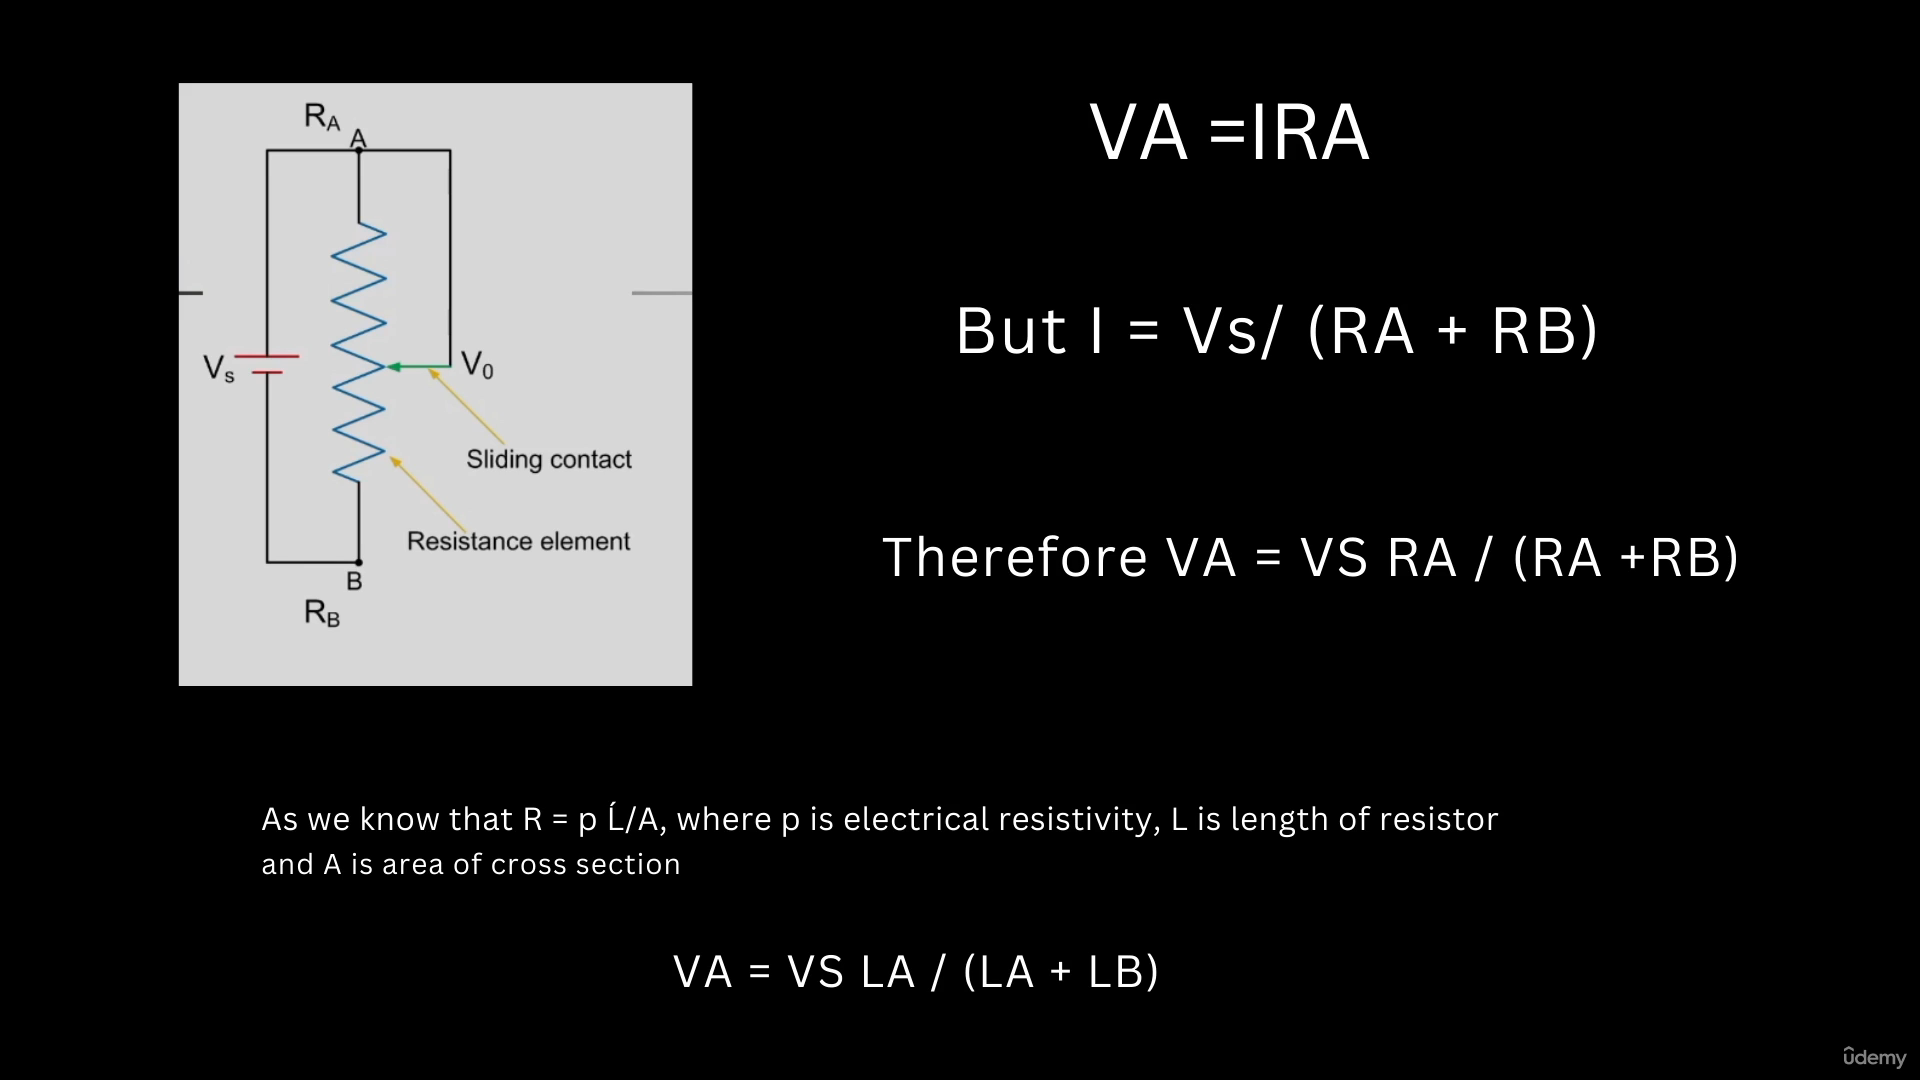 R_A
A
V_s
V_0
Sliding contact
Resistance element
B
R_B
VA =IRA
But I = Vs/ (RA + RB)
Therefore VA = VS RA / (RA +RB)
As we know that R = p Ĺ/A, where p is electrical resistivity, L is length of resistor
and A is area of cross section
VA = VS LA / (LA + LB)
ûdemy